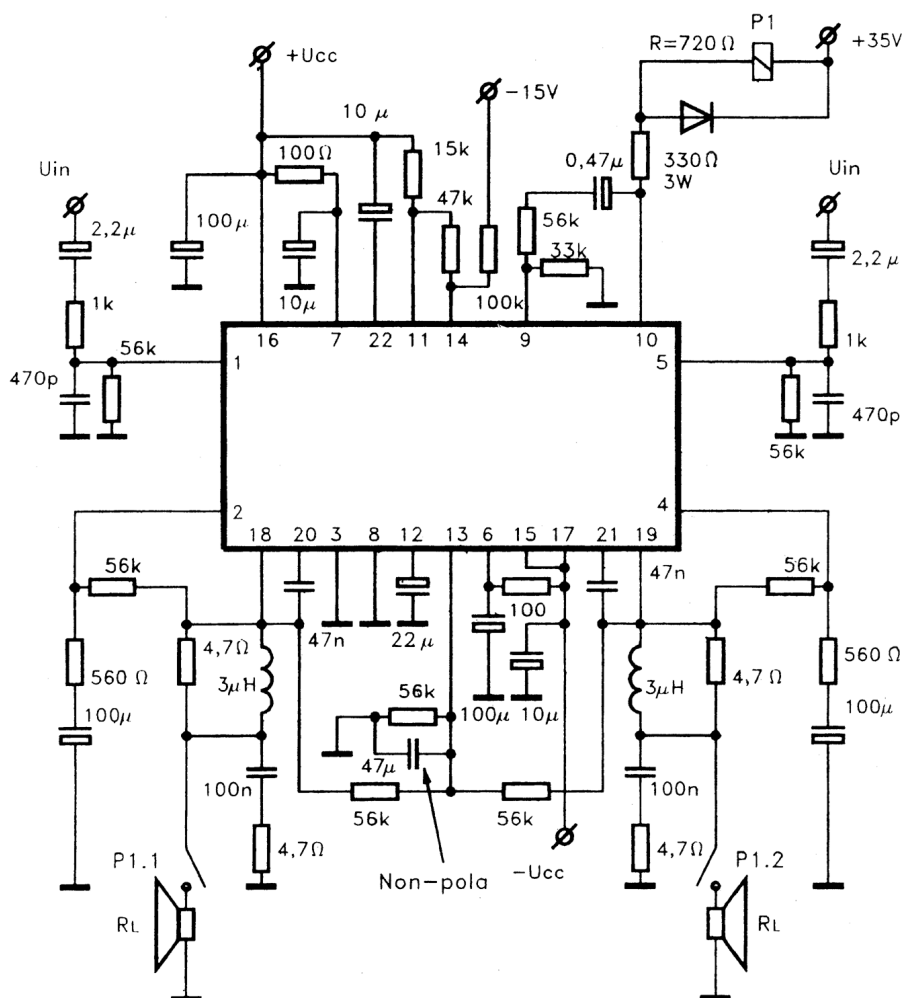 P1
+35V
R=720Ω
+Ucc
-15V
10 μ
15k
330Ω
3W
0,47μ
100Ω
Uin
Uin
47k
56k
2,2μ
100μ
2,2μ
33k
10μ
100k
1k
1k
16 7 22 11 14 9 10
56k
1
5
470p
470p
56k
2
4
18 20 3 8 12 13 6 15 17 21 19
56k
47n
56k
100
47n
22μ
4,7Ω
4,7Ω
560 Ω
3μH
56k
100μ
10μ
3μH
560 Ω
100μ
100μ
47μ
100n
56k
56k
100n
4,7Ω
4,7Ω
P1.1
Non-pola
-Ucc
P1.2
RL
RL